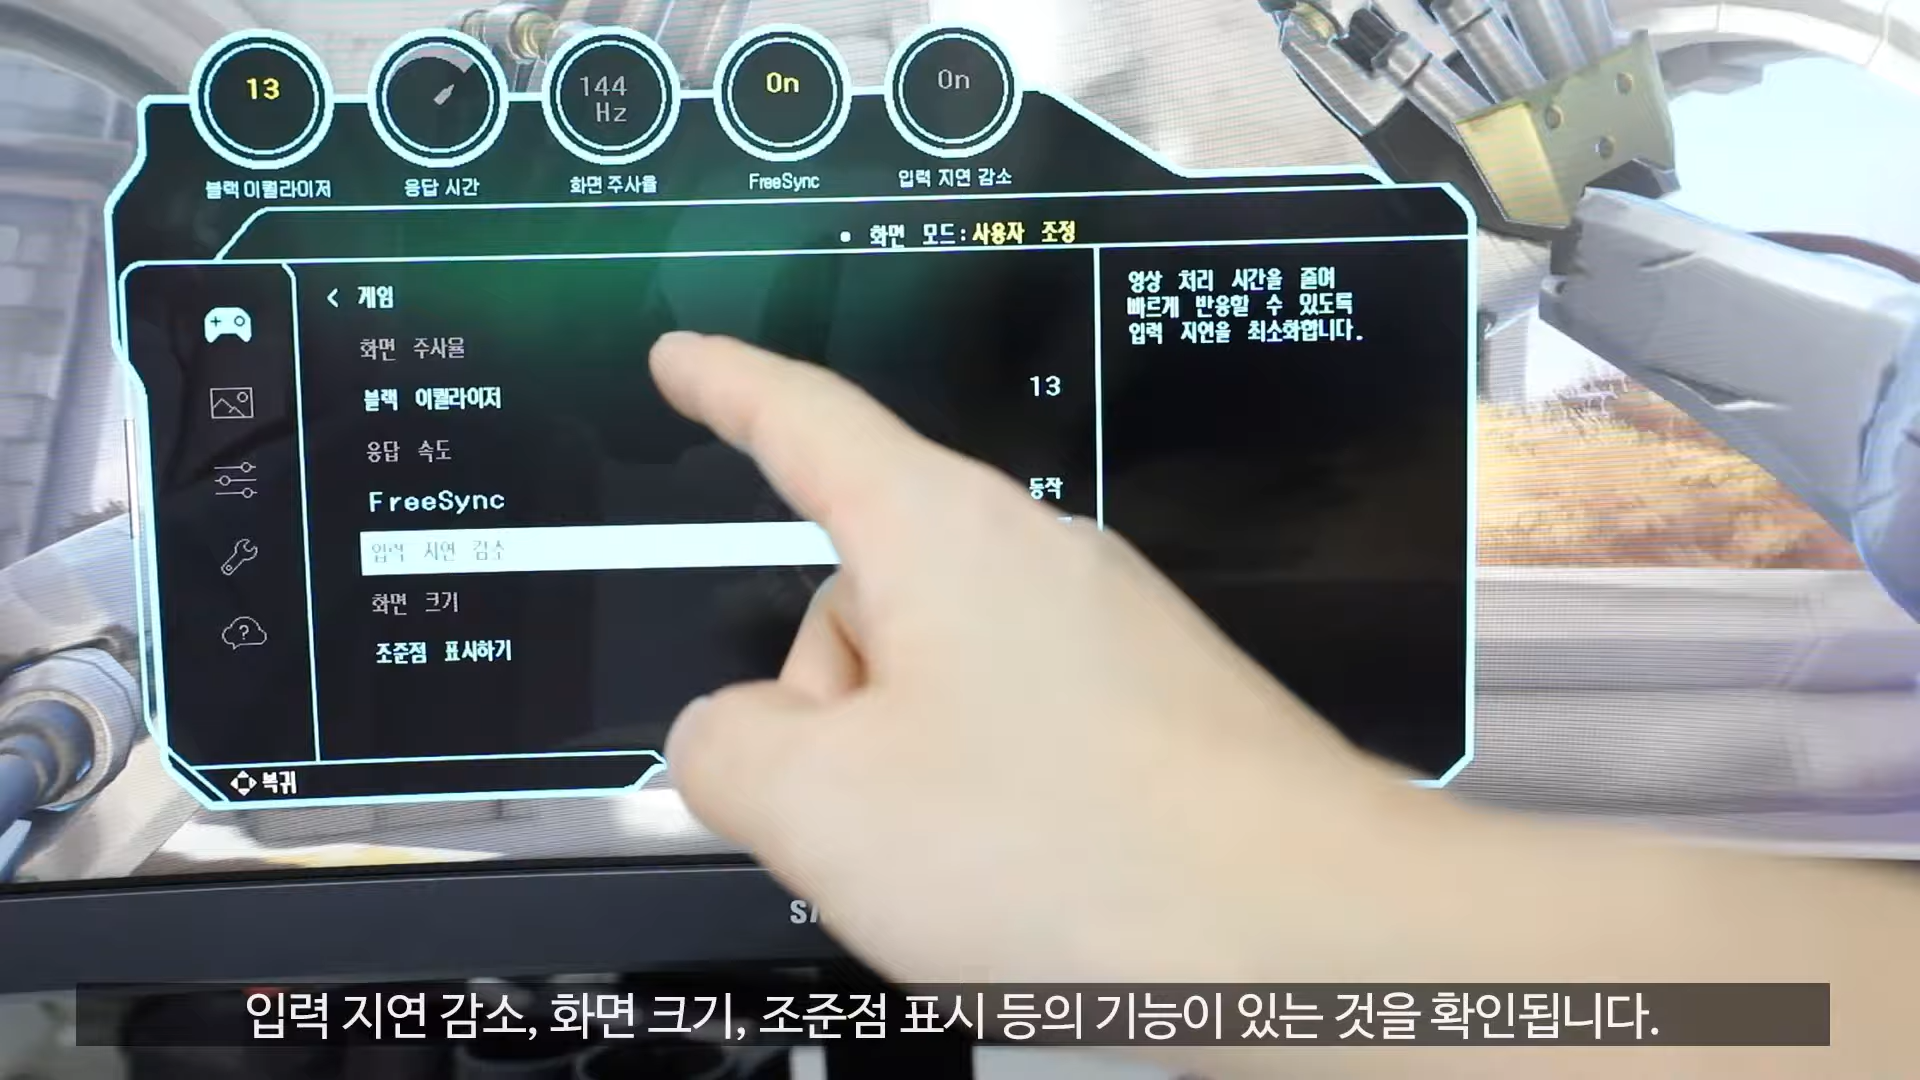 13
144
Hz
On
On
블랙 이퀄라이저
응답 시간
화면 주사율
FreeSync
입력 지연 감소
화면 모드:사용자 조정
게임
화면 주사율
블랙 이퀄라이저
13
응답 속도
FreeSync
동작
입력 지연 감소
화면 크기
조준점 표시하기
복귀
영상 처리 시간을 줄여
빠르게 반응할 수 있도록
입력 지연을 최소화합니다.
입력 지연 감소, 화면 크기, 조준점 표시 등의 기능이 있는 것을 확인됩니다.